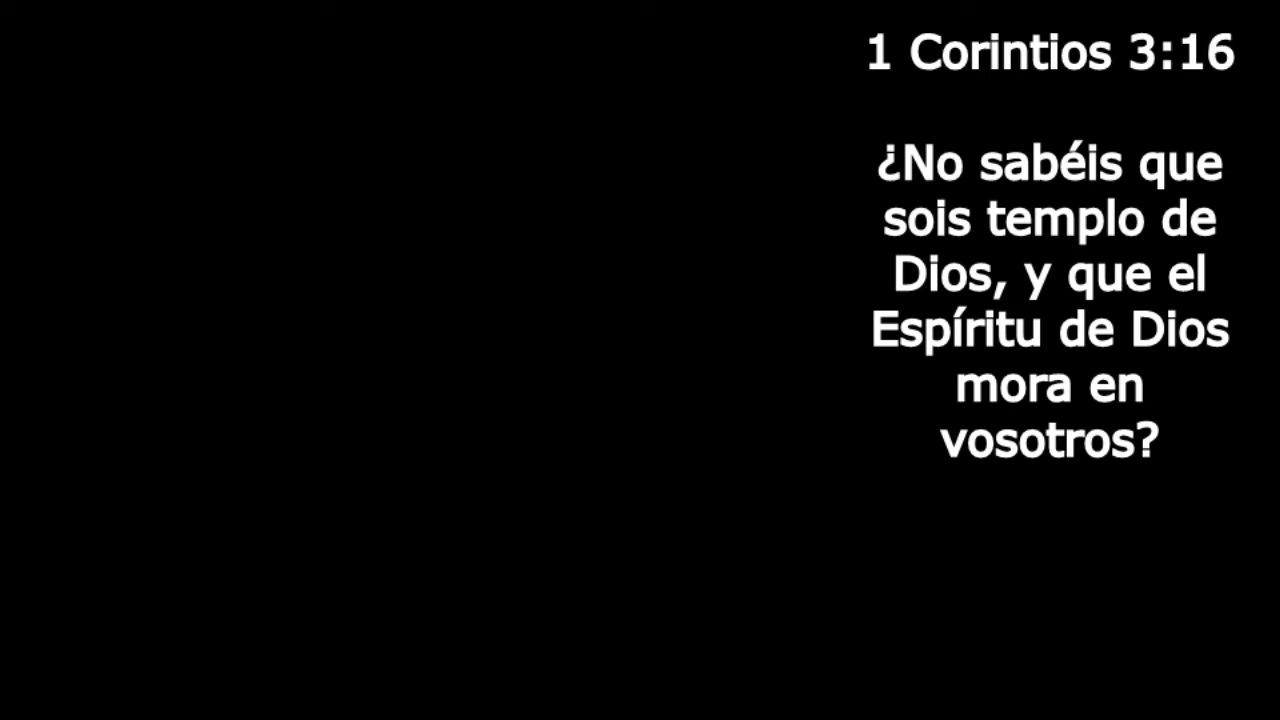 1 Corintios 3:16
¿No sabéis que
sois templo de
Dios, y que el
Espíritu de Dios
mora en
vosotros?